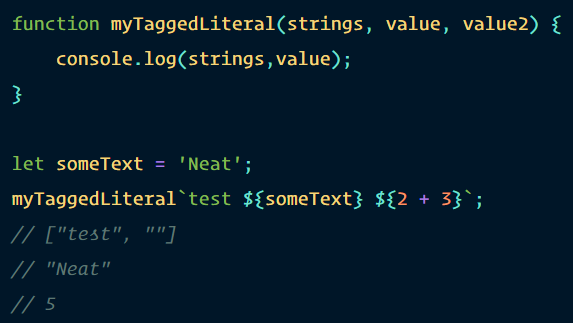 function myTaggedLiteral(strings, value, value2) {
    console.log(strings,value);
}

let someText = 'Neat';
myTaggedLiteral`test ${someText} ${2 + 3}`;
// ["test", ""]
// "Neat"
// 5